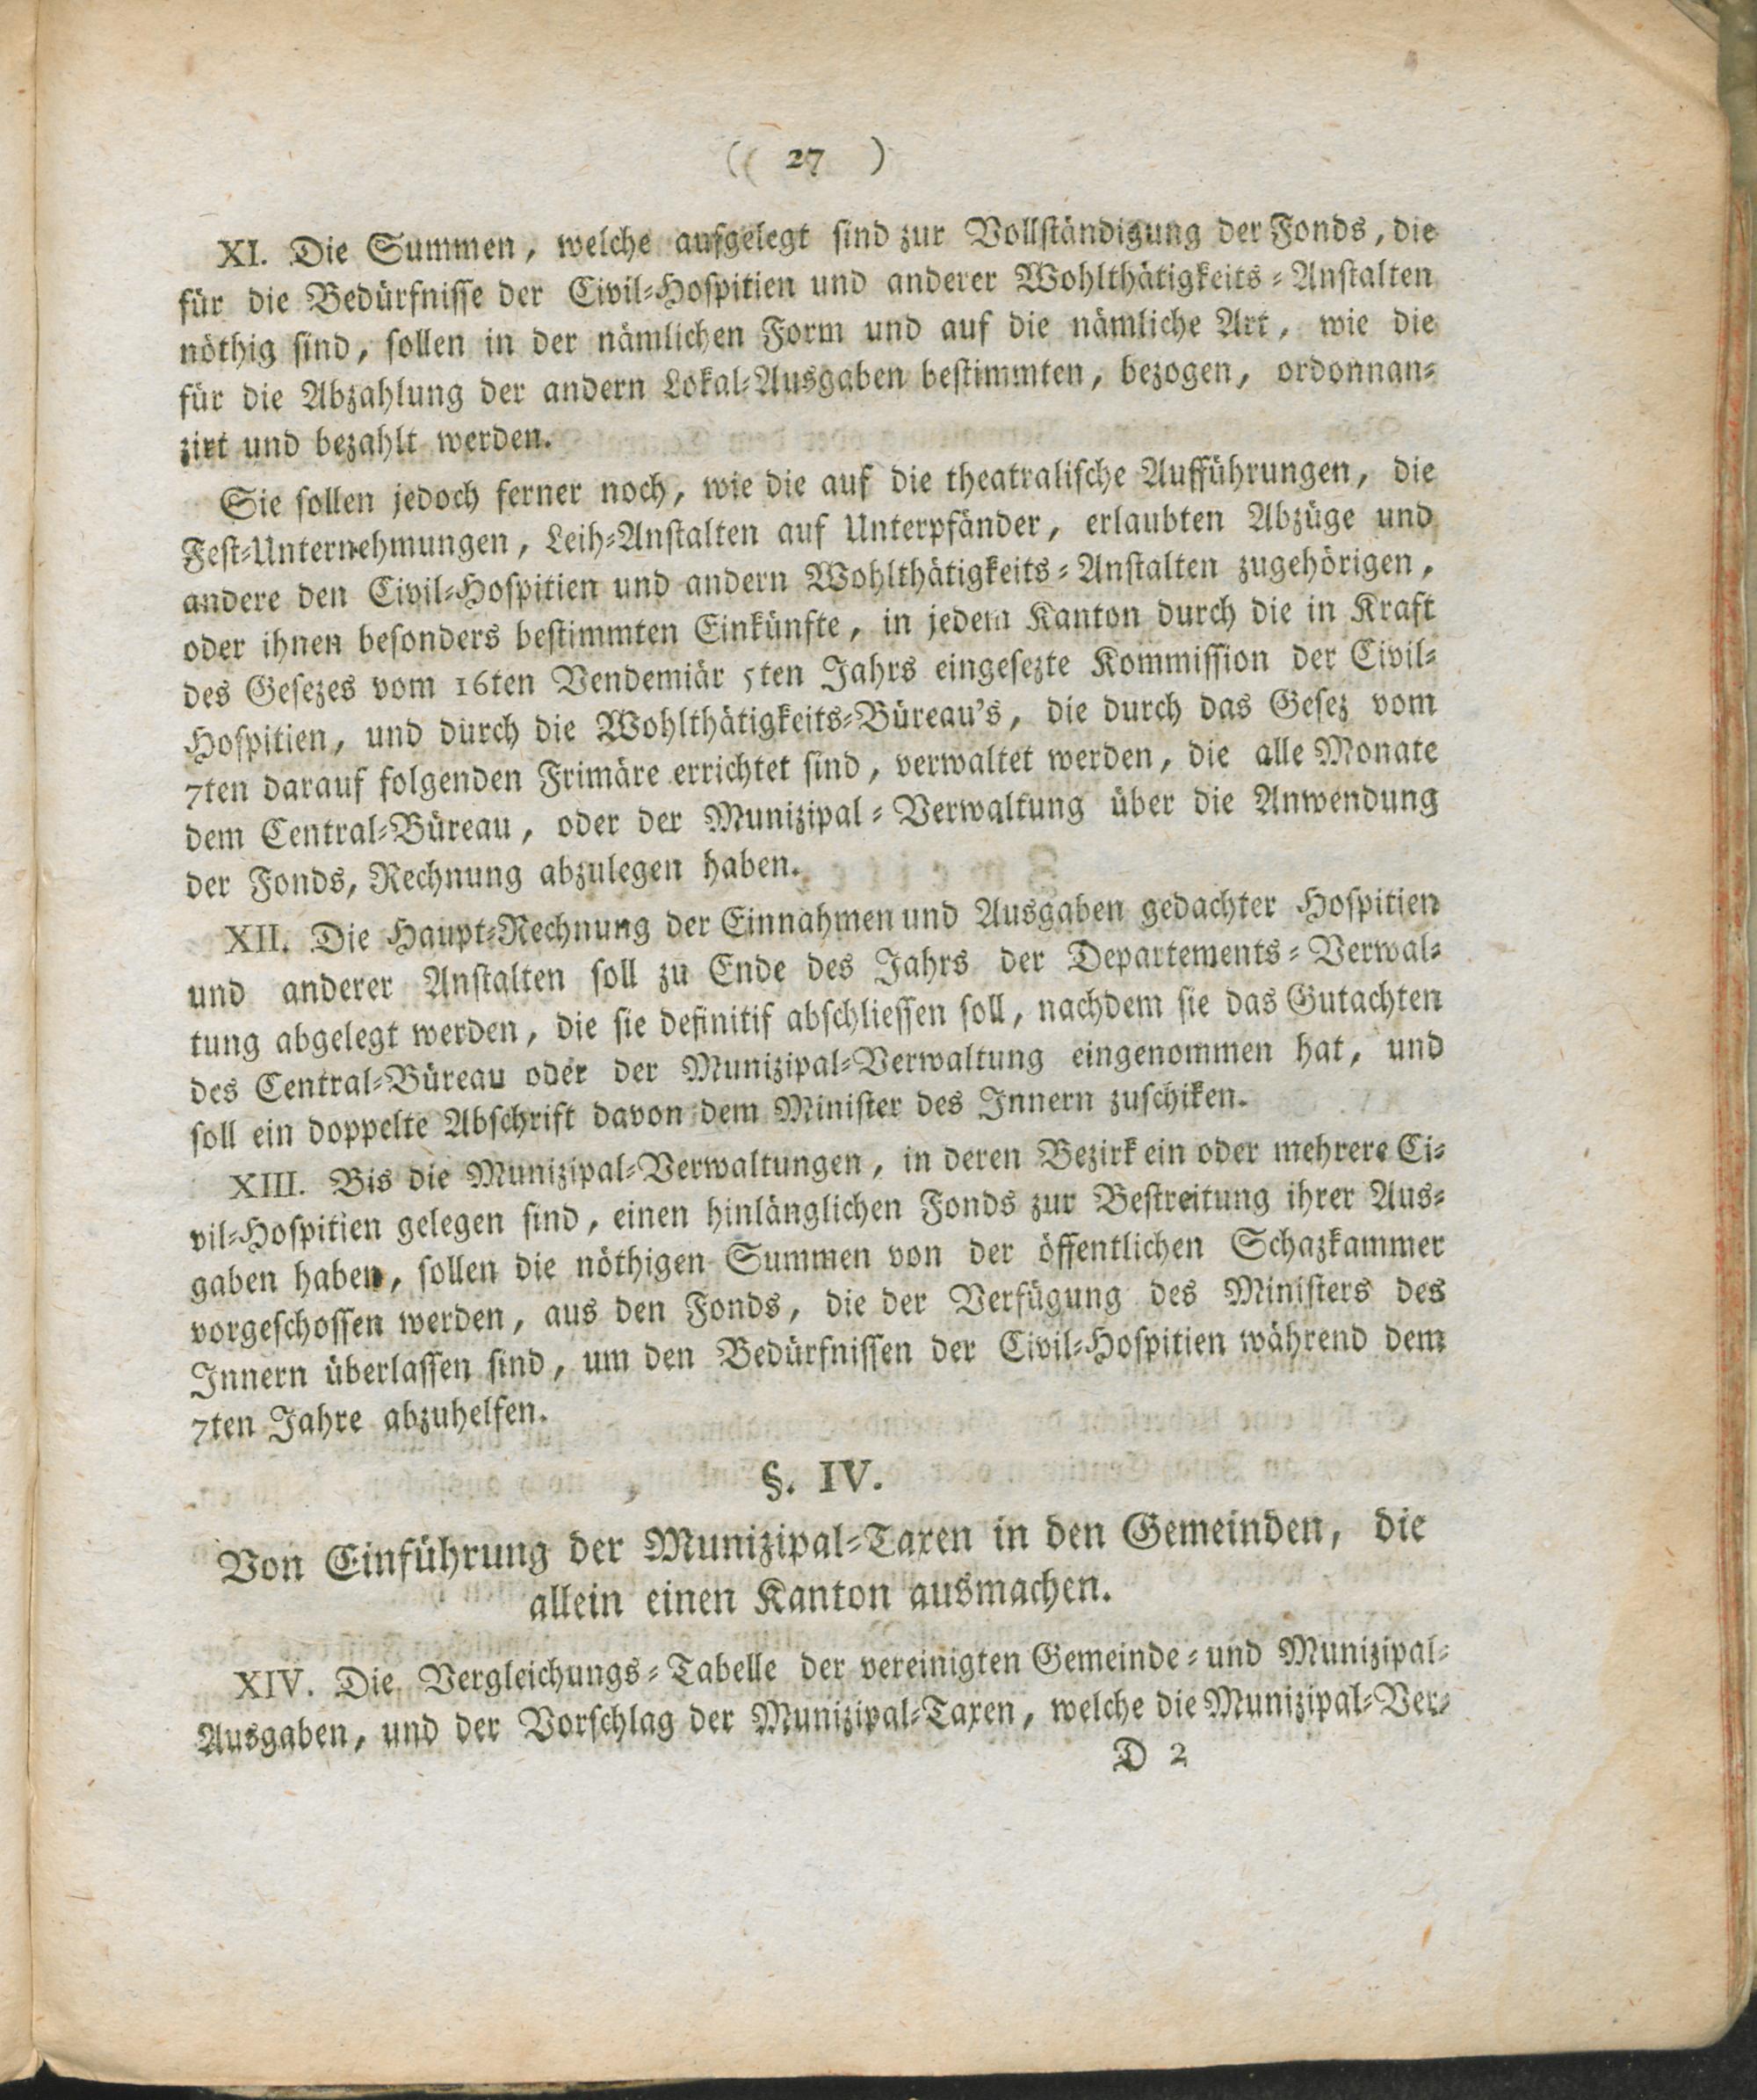 ( 27 )
XI. Die Summen, welche aufgelegt sind zur Vollständigung der Fonds, die
für die Bedürfnisse der Civil-Hospitien und anderer Wohlthätigkeits-Anstalten
nöthig sind, sollen in der nämlichen Form und auf die nämliche Art, wie die
für die Abzahlung der andern Lokal-Ausgaben bestimmten, bezogen, ordonnan-
zirt und bezahlt werden.
Sie sollen jedoch ferner noch, wie die auf die theatralische Aufführungen, die
Fest-Unternehmungen, Leih-Anstalten auf Unterpfänder, erlaubten Abzüge und
andere den Civil-Hospitien und andern Wohlthätigkeits-Anstalten zugehörigen,
oder ihnen besonders bestimmten Einkünfte, in jedem Kanton durch die in Kraft
des Gesezes vom 16ten Vendemiär 5ten Jahrs eingesezte Kommission der Civil-
Hospitien, und durch die Wohlthätigkeits-Büreau's, die durch das Gesez vom
7ten darauf folgenden Frimäre errichtet sind, verwaltet werden, die alle Monate
dem Central-Büreau, oder der Munizipal-Verwaltung über die Anwendung
der Fonds, Rechnung abzulegen haben.
XII. Die Haupt-Rechnung der Einnahmen und Ausgaben gedachter Hospitien
und anderer Anstalten soll zu Ende des Jahrs der Departements-Verwal-
tung abgelegt werden, die sie definitif abschliessen soll, nachdem sie das Gutachten
des Central-Büreau oder der Munizipal-Verwaltung eingenommen hat, und
soll ein doppelte Abschrift davon dem Minister des Innern zuschiken.
XIII. Bis die Munizipal-Verwaltungen, in deren Bezirk ein oder mehrere Ci-
vil-Hospitien gelegen sind, einen hinlänglichen Fonds zur Bestreitung ihrer Aus-
gaben haben, sollen die nöthigen Summen von der öffentlichen Schazkammer
vorgeschossen werden, aus den Fonds, die der Verfügung des Ministers des
Innern überlassen sind, um den Bedürfnissen der Civil-Hospitien während dem
7ten Jahre abzuhelfen.
§. IV.
Von Einführung der Munizipal-Taxen in den Gemeinden, die
allein einen Kanton ausmachen.
XIV. Die Vergleichungs-Tabelle der vereinigten Gemeinde- und Munizipal-
Ausgaben, und der Vorschlag der Munizipal-Taxen, welche die Munizipal-Ver-
D 2